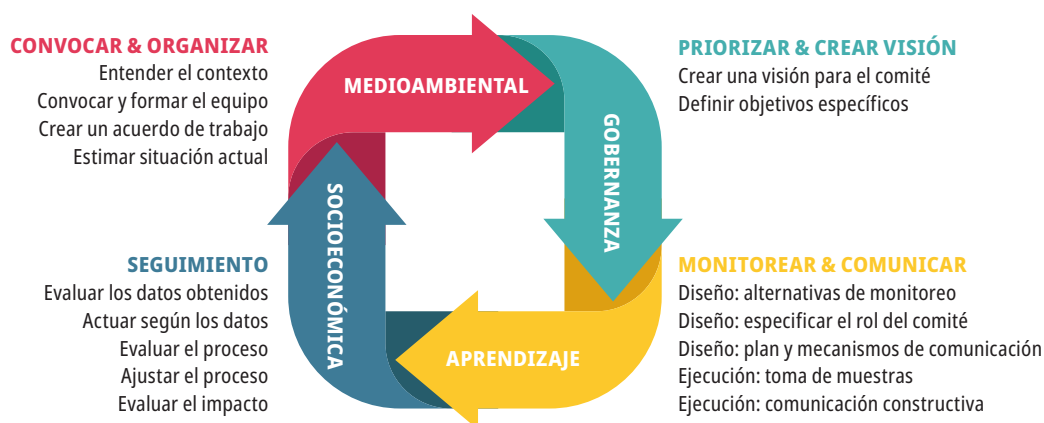 CONVOCAR & ORGANIZAR
Entender el contexto
Convocar y formar el equipo
Crear un acuerdo de trabajo
Estimar situación actual
MEDIOAMBIENTAL
PRIORIZAR & CREAR VISIÓN
Crear una visión para el comité
Definir objetivos específicos
GOBERNANZA
SOCIOECONÓMICA
SEGUIMIENTO
Evaluar los datos obtenidos
Actuar según los datos
Evaluar el proceso
Ajustar el proceso
Evaluar el impacto
APRENDIZAJE
MONITOREAR & COMUNICAR
Diseño: alternativas de monitoreo
Diseño: especificar el rol del comité
Diseño: plan y mecanismos de comunicación
Ejecución: toma de muestras
Ejecución: comunicación constructiva